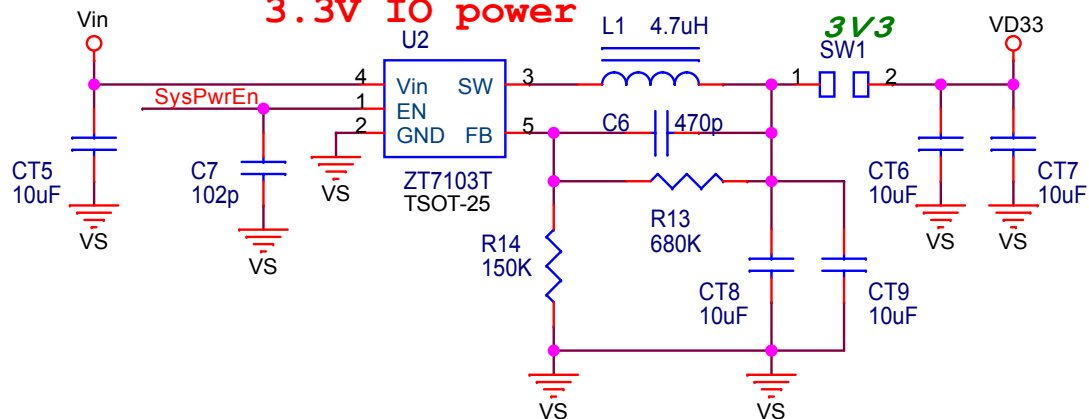 3.3V IO power
Vin
U2
L1 4.7uH
3V3
SW1
VD33
SysPwrEn
4 Vin SW 3
1 EN
2 GND FB 5
1 2
C6 470p
CT5
10uF
C7
102p
VS
ZT7103T
TSOT-25
CT6
10uF
CT7
10uF
R13
680K
R14
150K
VS
VS
VS
VS
CT8
10uF
CT9
10uF
VS
VS